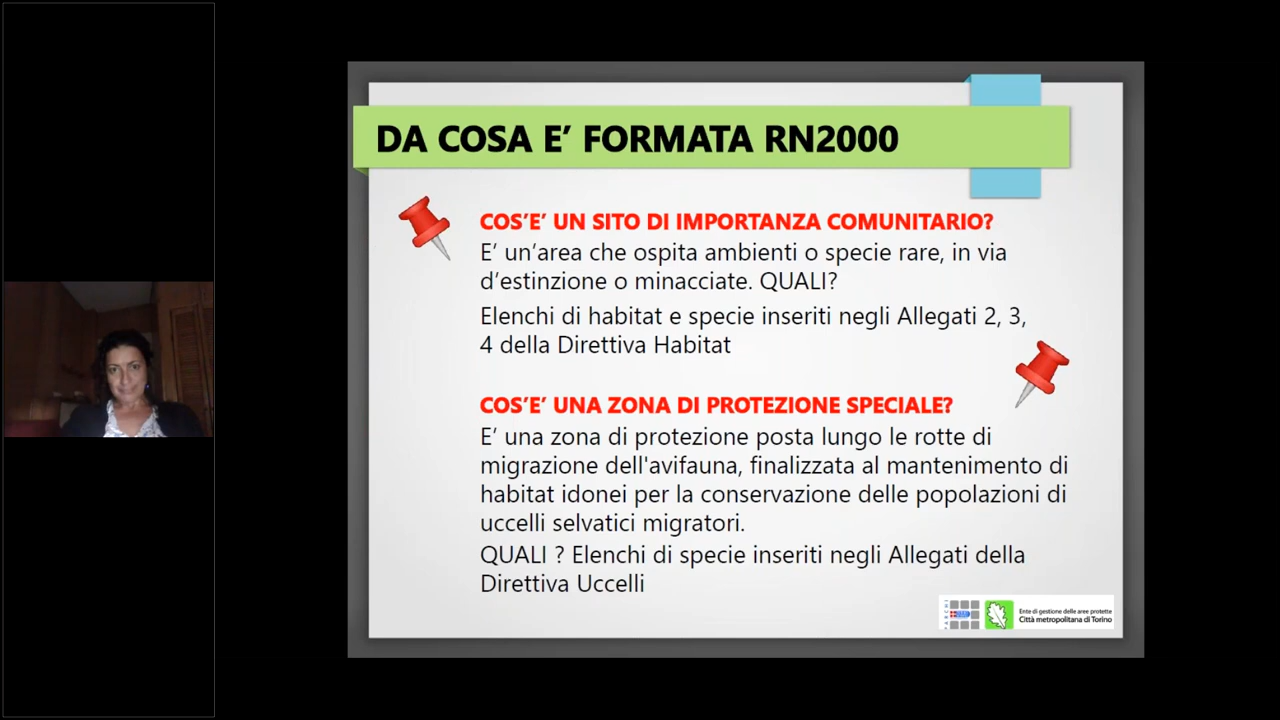 DA COSA E’ FORMATA RN2000
COS’E’ UN SITO DI IMPORTANZA COMUNITARIO?
E’ un’area che ospita ambienti o specie rare, in via
d’estinzione o minacciate. QUALI?
Elenchi di habitat e specie inseriti negli Allegati 2, 3,
4 della Direttiva Habitat
COS’E’ UNA ZONA DI PROTEZIONE SPECIALE?
E’ una zona di protezione posta lungo le rotte di
migrazione dell'avifauna, finalizzata al mantenimento di
habitat idonei per la conservazione delle popolazioni di
uccelli selvatici migratori.
QUALI ? Elenchi di specie inseriti negli Allegati della
Direttiva Uccelli
Ente di gestione delle aree protette
Città metropolitana di Torino